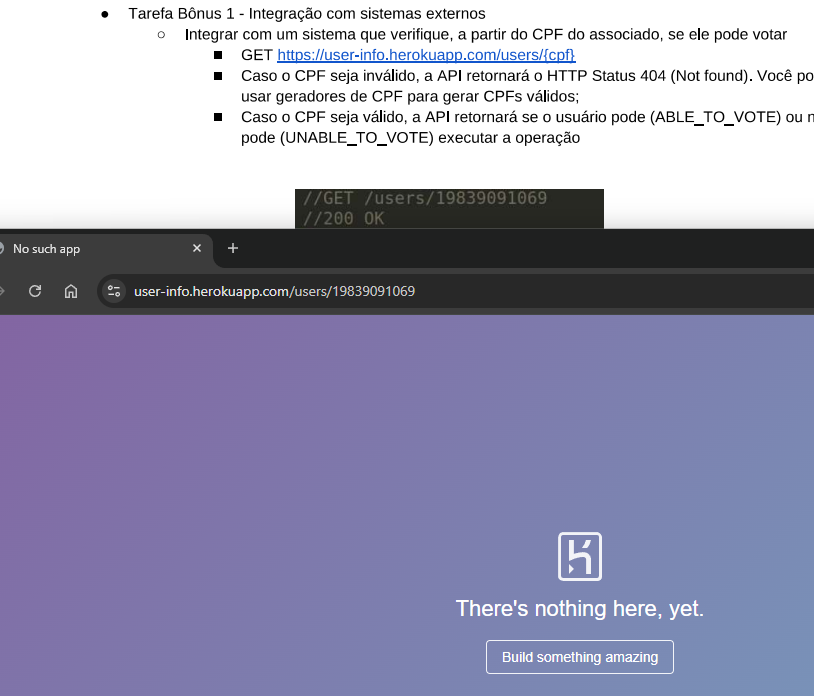 ● Tarefa Bônus 1 - Integração com sistemas externos
○ Integrar com um sistema que verifique, a partir do CPF do associado, se ele pode votar
■ GET https://user-info.herokuapp.com/users/{cpf}
■ Caso o CPF seja inválido, a API retornará o HTTP Status 404 (Not found). Você po
usar geradores de CPF para gerar CPFs válidos;
■ Caso o CPF seja válido, a API retornará se o usuário pode (ABLE_TO_VOTE) ou n
pode (UNABLE_TO_VOTE) executar a operação
//GET /users/19839091069
//200 OK
No such app
user-info.herokuapp.com/users/19839091069
There's nothing here, yet.
Build something amazing